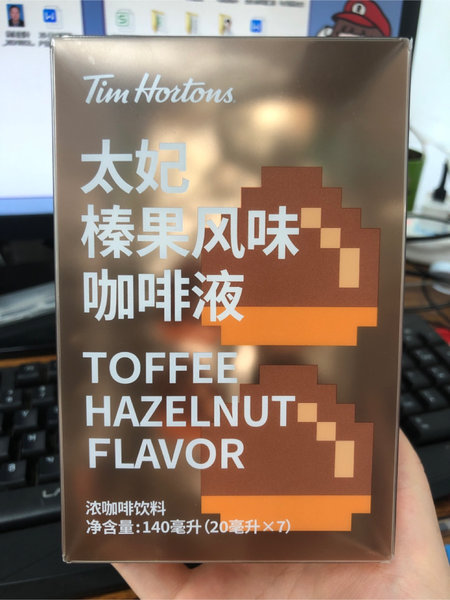 Tim Hortons
太妃
榛果风味
咖啡液
TOFFEE
HAZELNUT
FLAVOR
浓咖啡饮料
净含量:140毫升(20毫升×7)